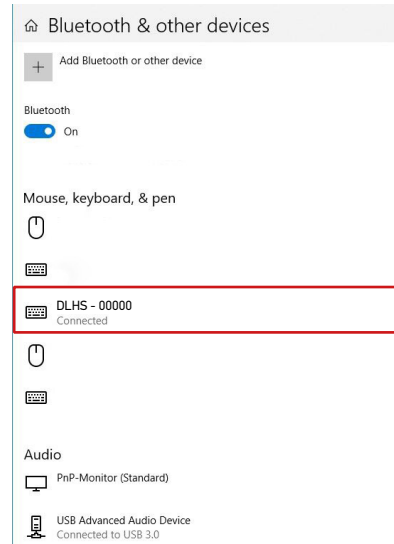 Bluetooth & other devices
Add Bluetooth or other device
Bluetooth
On
Mouse, keyboard, & pen
DLHS - 00000
Connected
Audio
PnP-Monitor (Standard)
USB Advanced Audio Device
Connected to USB 3.0